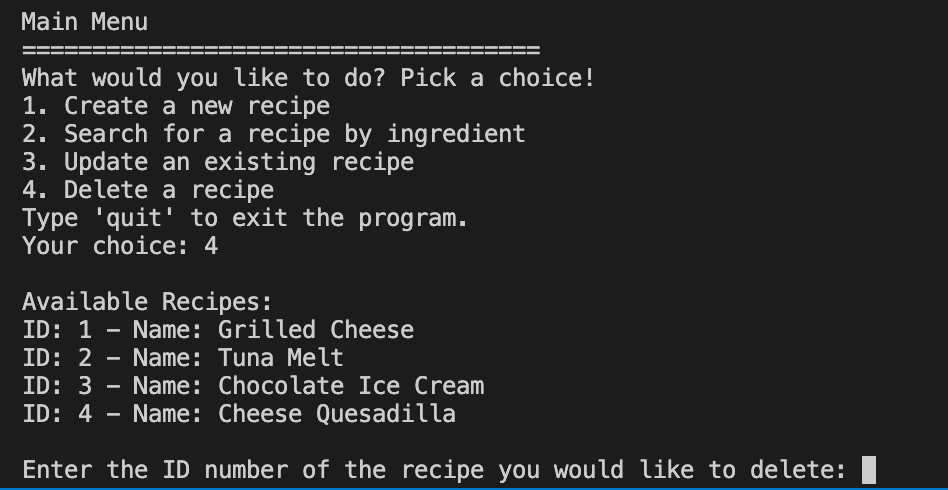 Main Menu
=====================================
What would you like to do? Pick a choice!
1. Create a new recipe
2. Search for a recipe by ingredient
3. Update an existing recipe
4. Delete a recipe
Type 'quit' to exit the program.
Your choice: 4
Available Recipes:
ID: 1 – Name: Grilled Cheese
ID: 2 – Name: Tuna Melt
ID: 3 – Name: Chocolate Ice Cream
ID: 4 – Name: Cheese Quesadilla
Enter the ID number of the recipe you would like to delete: